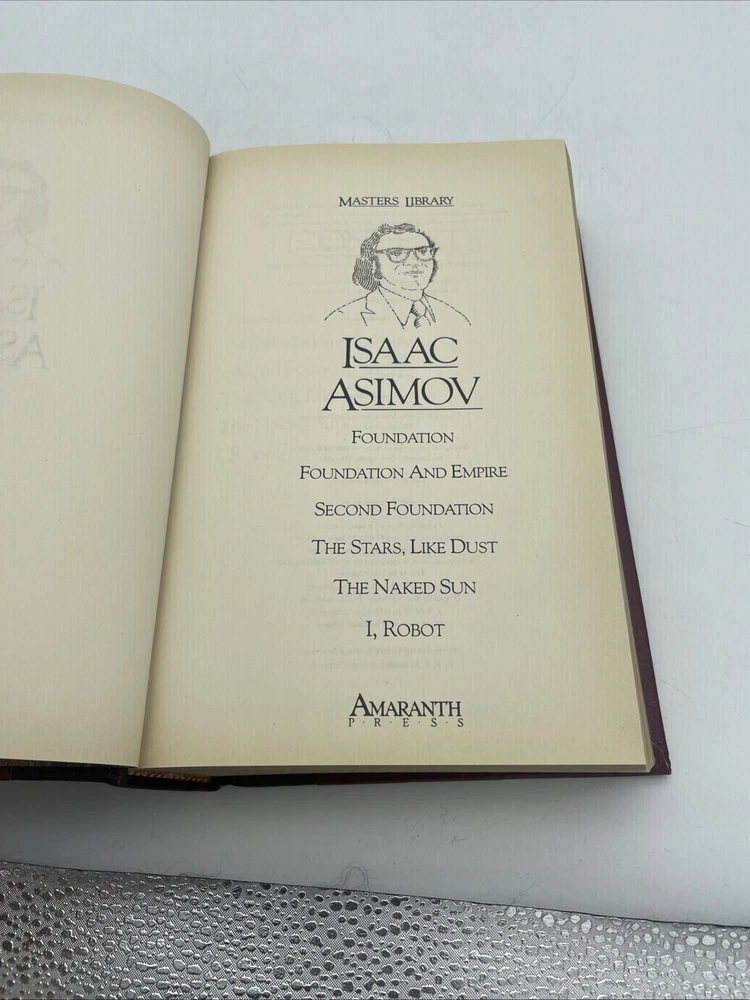 MASTERS LIBRARY
ISAAC
ASIMOV
FOUNDATION
FOUNDATION AND EMPIRE
SECOND FOUNDATION
THE STARS, LIKE DUST
THE NAKED SUN
I, ROBOT
AMARANTH
P·R·E·S·S